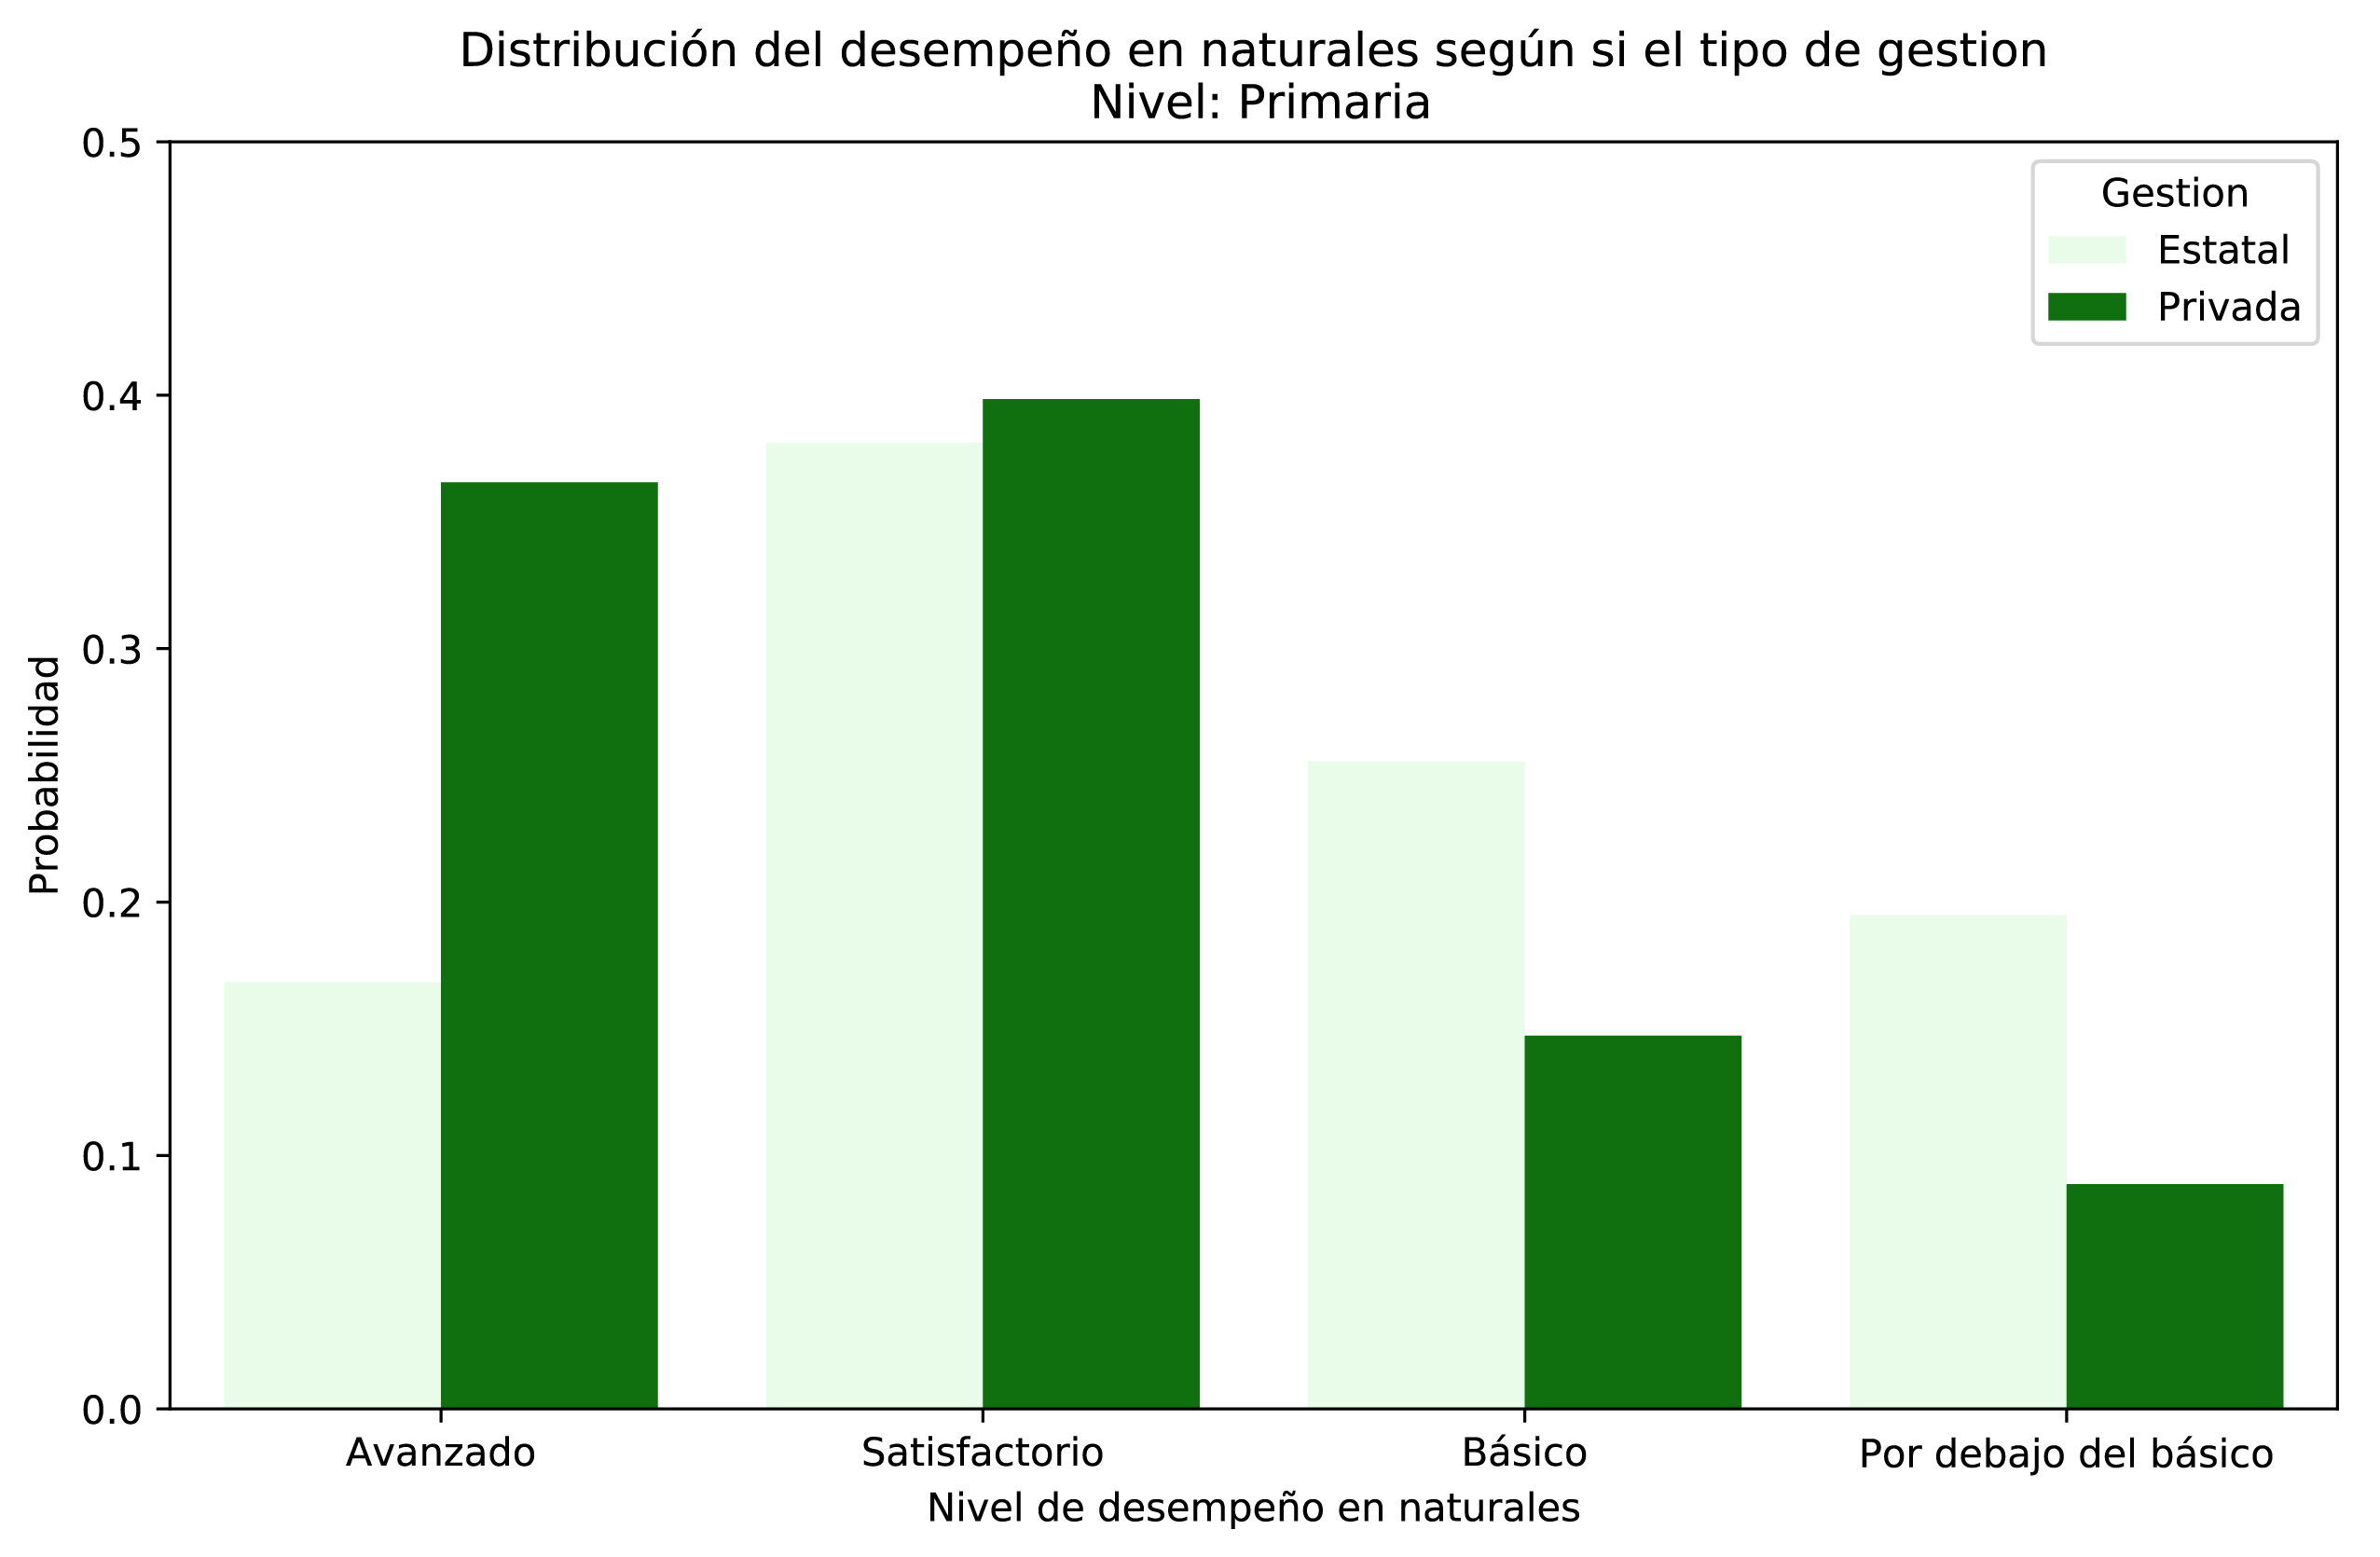 Distribución del desempeño en naturales según si el tipo de gestion
Nivel: Primaria
0.5
0.4
0.3
0.2
0.1
0.0
Probabilidad
Gestion
Estatal
Privada
Avanzado
Satisfactorio
Básico
Por debajo del básico
Nivel de desempeño en naturales